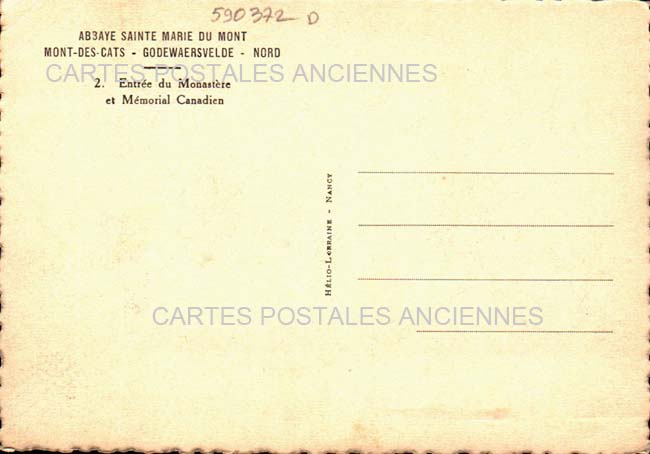 590372 D
ABBAYE SAINTE MARIE DU MONT
MONT-DES-CATS - GODEWAERSVELDE - NORD
CARTES POSTALES ANCIENNES
2. Entrée du Monastère
et Mémorial Canadien
HÉLIO-LORRAINE - NANCY
CARTES POSTALES ANCIENNES